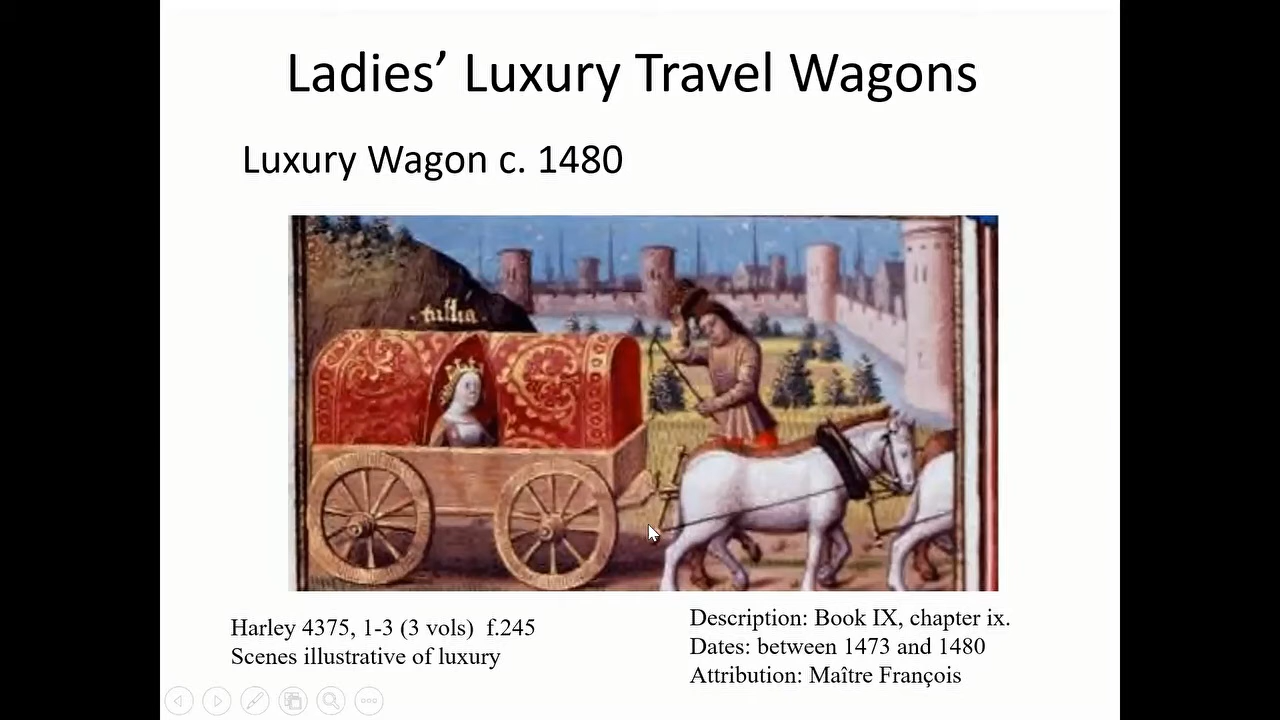 Ladies’ Luxury Travel Wagons
Luxury Wagon c. 1480
tullia
Harley 4375, 1-3 (3 vols)  f.245
Scenes illustrative of luxury
Description: Book IX, chapter ix.
Dates: between 1473 and 1480
Attribution: Maître François